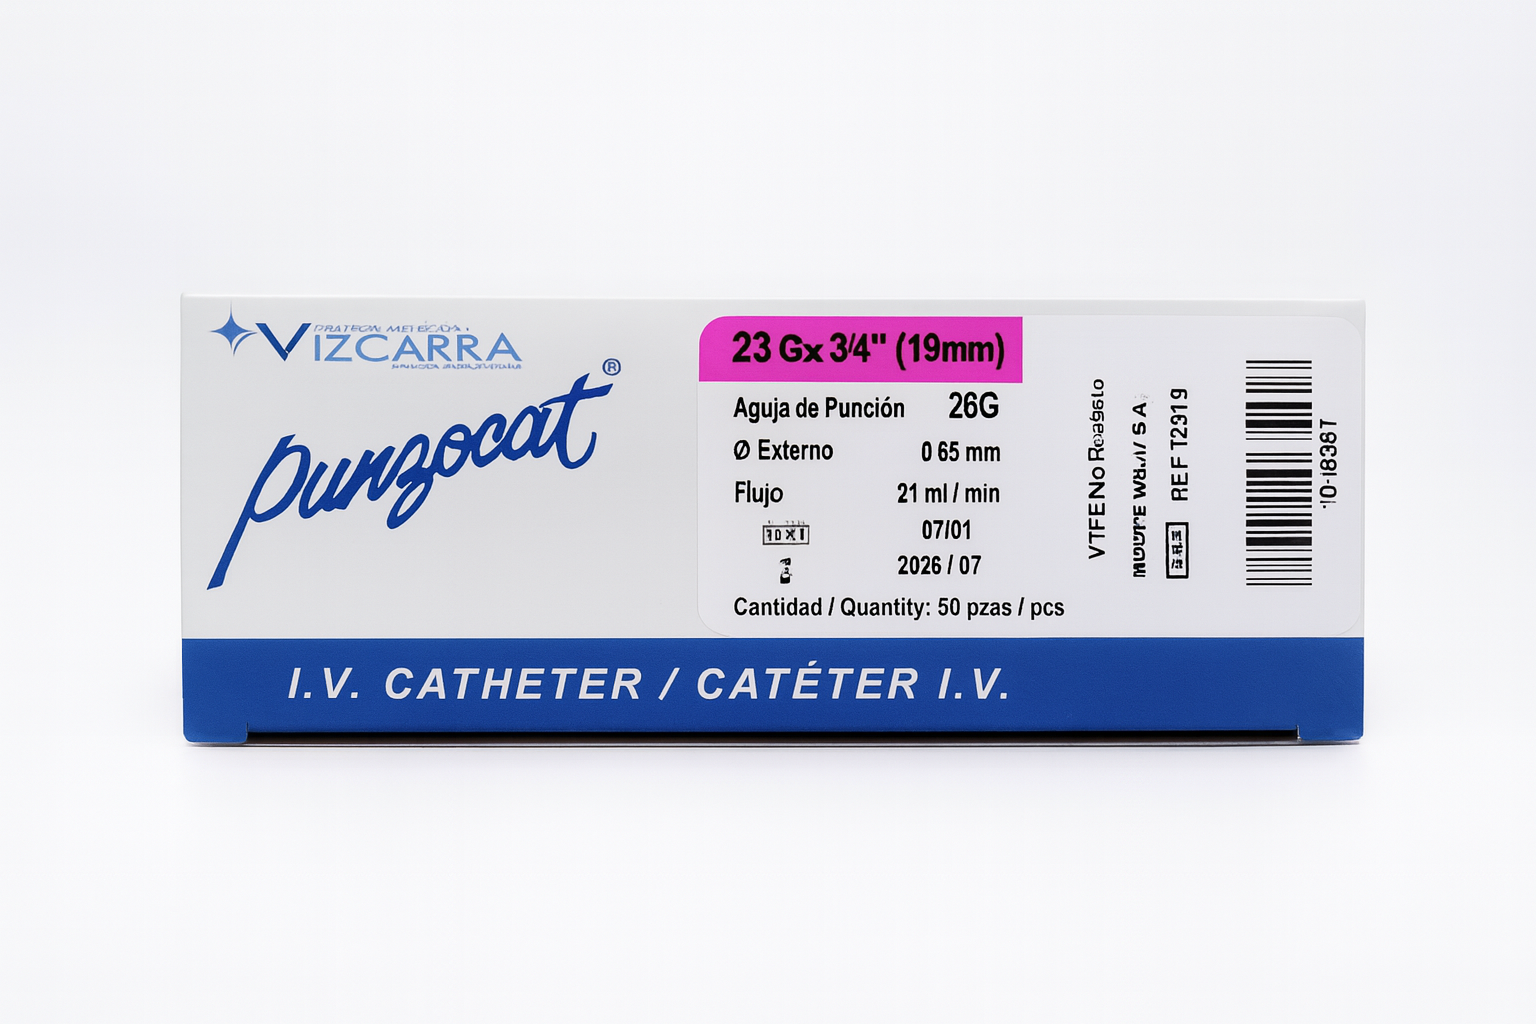 VIZCARRA
punzocat®
23 Gx 3/4" (19mm)
Aguja de Punción 26G
Ø Externo 0 65 mm
Flujo 21 ml / min
07/01
2026 / 07
Cantidad / Quantity: 50 pzas / pcs
VTFENo
S A
REF T2919
I.V. CATHETER / CATÉTER I.V.